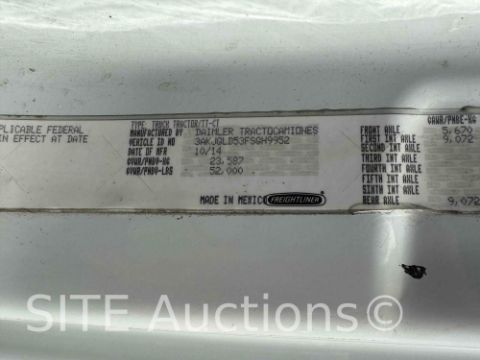 PPLICABLE FEDERAL
IN EFFECT AT DATE
TYPE: TRUCK TRACTOR/TT-CT
MANUFACTURED BY DAIMLER TRACTOCAMIONES
VEHICLE ID NO 3AKJGLD53FSGH9952
DATE OF MFR 10/14
GVWR/PNBV-KG 23,587
GVWR/PNBV-LBS 52,000
MADE IN MEXICO
FREIGHTLINER
GAWR/PNBE-KG
FRONT AXLE 5,670
FIRST INT AXLE 9,072
SECOND INT AXLE
THIRD INT AXLE
FOURTH INT AXLE
FIFTH INT AXLE
SIXTH INT AXLE
REAR AXLE 9,072
SITE Auctions.com®